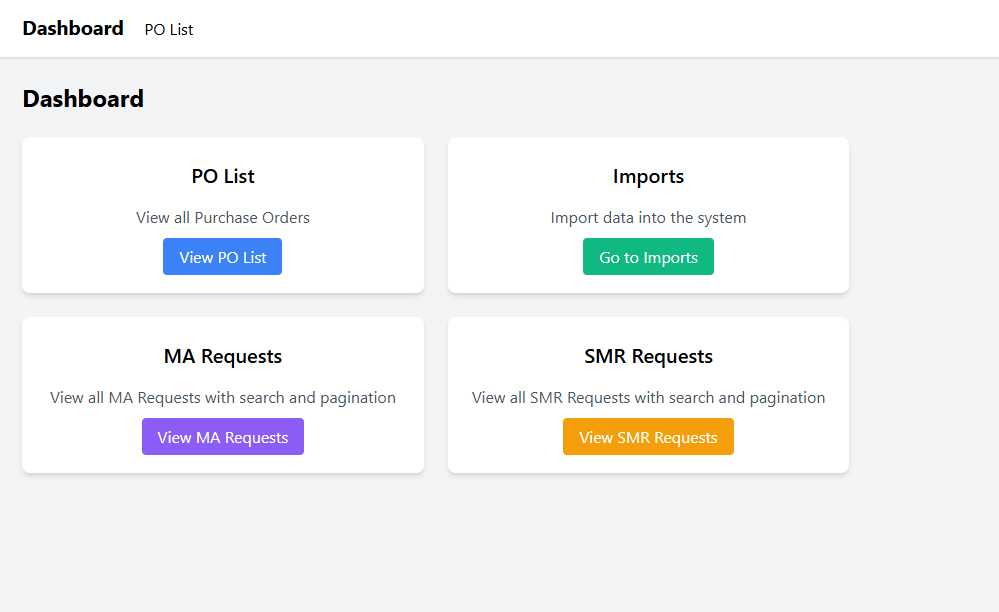 Dashboard PO List
Dashboard
PO List
View all Purchase Orders
View PO List
Imports
Import data into the system
Go to Imports
MA Requests
View all MA Requests with search and pagination
View MA Requests
SMR Requests
View all SMR Requests with search and pagination
View SMR Requests